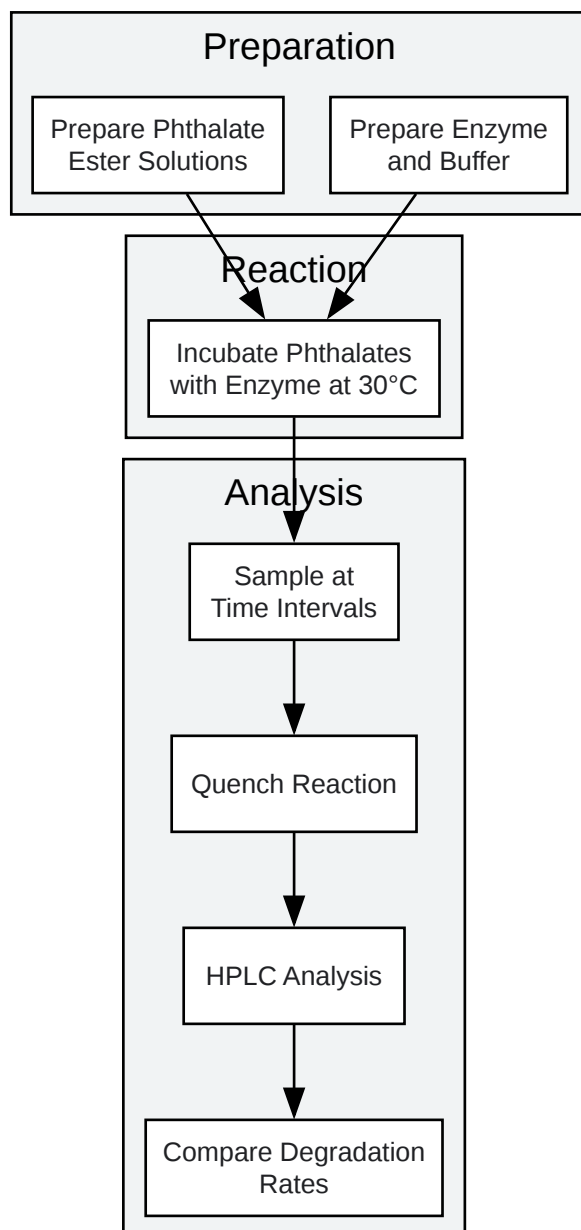 Preparation
Prepare Phthalate
Ester Solutions
Prepare Enzyme
and Buffer
Reaction
Incubate Phthalates
with Enzyme at 30°C
Analysis
Sample at
Time Intervals
Quench Reaction
HPLC Analysis
Compare Degradation
Rates